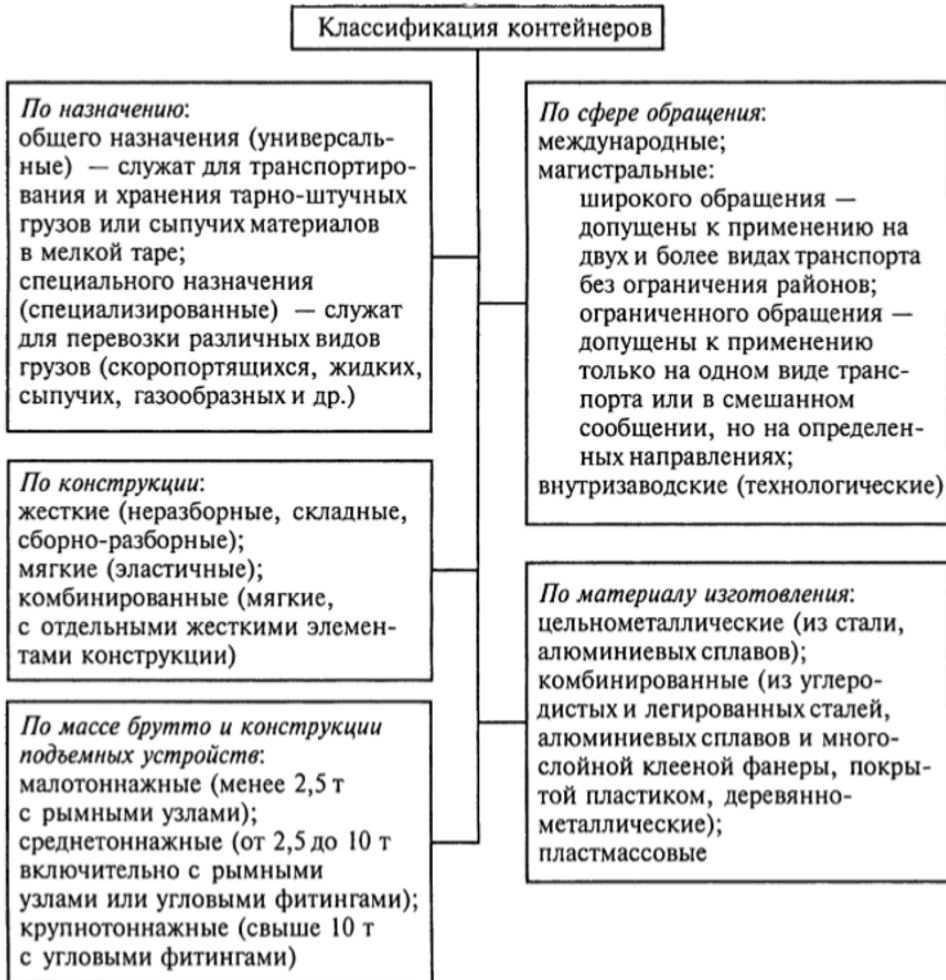 Классификация контейнеров
По назначению:
общего назначения (универсаль-
ные) — служат для транспортиро-
вания и хранения тарно-штучных
грузов или сыпучих материалов
в мелкой таре;
специального назначения
(специализированные) — служат
для перевозки различных видов
грузов (скоропортящихся, жидких,
сыпучих, газообразных и др.)
По конструкции:
жесткие (неразборные, складные,
сборно-разборные);
мягкие (эластичные);
комбинированные (мягкие,
с отдельными жесткими элемен-
тами конструкции)
По массе брутто и конструкции
подъемных устройств:
малотоннажные (менее 2,5 т
с рымными узлами);
среднетоннажные (от 2,5 до 10 т
включительно с рымными
узлами или угловыми фитингами);
крупнотоннажные (свыше 10 т
с угловыми фитингами)
По сфере обращения:
международные;
магистральные:
широкого обращения —
допущены к применению на
двух и более видах транспорта
без ограничения районов;
ограниченного обращения —
допущены к применению
только на одном виде транс-
порта или в смешанном
сообщении, но на определен-
ных направлениях;
внутризаводские (технологические)
По материалу изготовления:
цельнометаллические (из стали,
алюминиевых сплавов);
комбинированные (из углеро-
дистых и легированных сталей,
алюминиевых сплавов и много-
слойной клееной фанеры, покры-
той пластиком, деревянно-
металлические);
пластмассовые